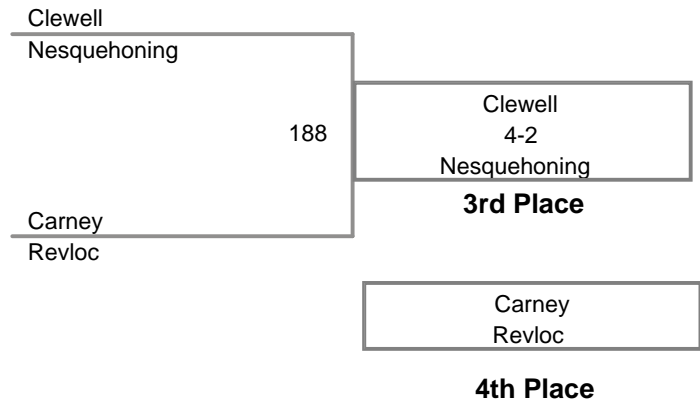 Clewell
Nesquehoning
188
Clewell
4-2
Nesquehoning
3rd Place
Carney
Revloc
Carney
Revloc
4th Place